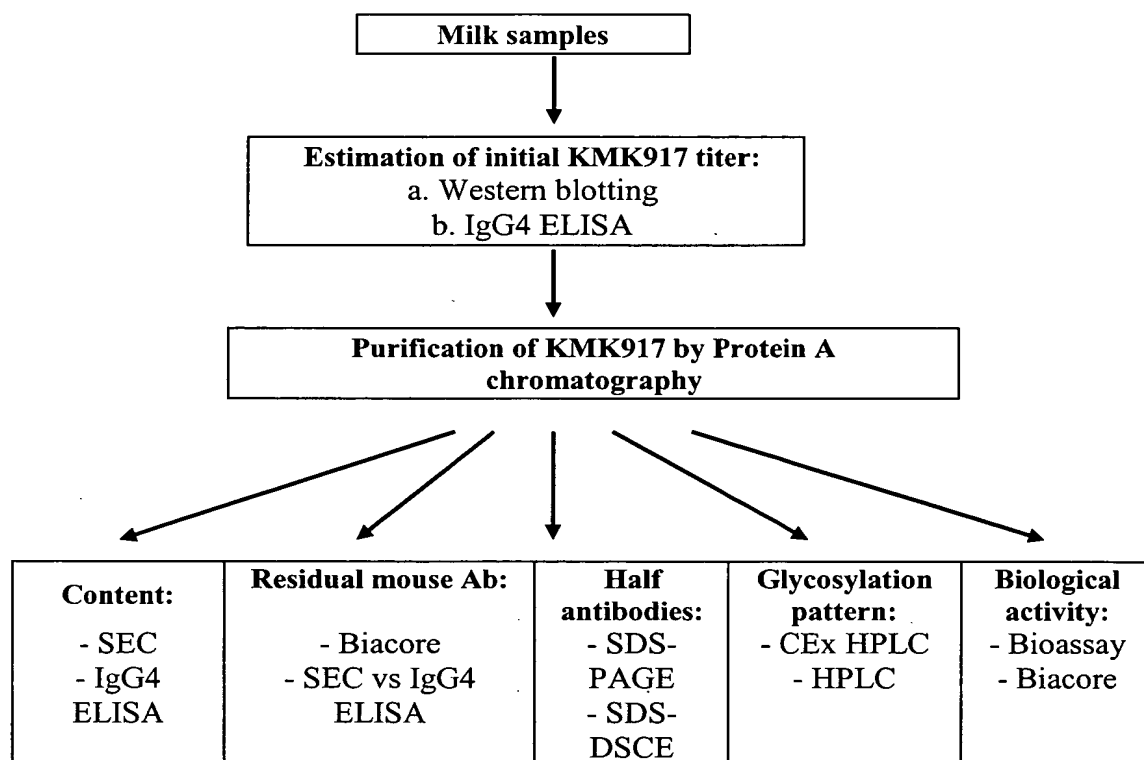 Milk samples
Estimation of initial KMK917 titer:
a. Western blotting
b. IgG4 ELISA
Purification of KMK917 by Protein A
chromatography
Content:
- SEC
- IgG4
ELISA
Residual mouse Ab:
- Biacore
- SEC vs IgG4
ELISA
Half
antibodies:
- SDS-
PAGE
- SDS-
DSCE
Glycosylation
pattern:
- CEx HPLC
- HPLC
Biological
activity:
- Bioassay
- Biacore